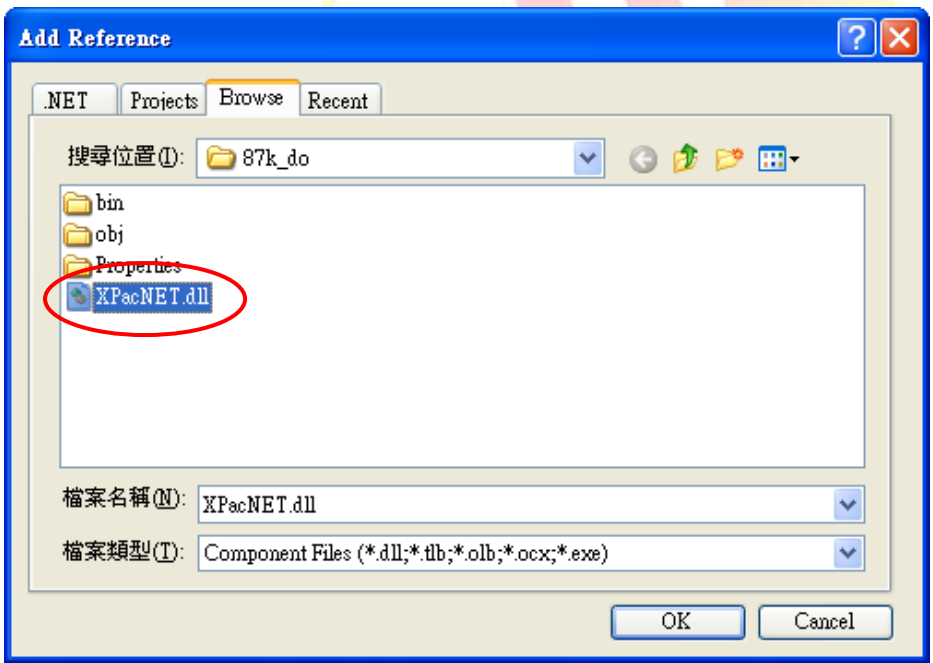 Add Reference
.NET Projects Browse Recent
搜尋位置(I): 87k_do
bin
obj
Properties
XPacNET.dll
檔案名稱(N): XPacNET.dll
檔案類型(T): Component Files (*.dll;*.tlb;*.olb;*.ocx;*.exe)
OK Cancel